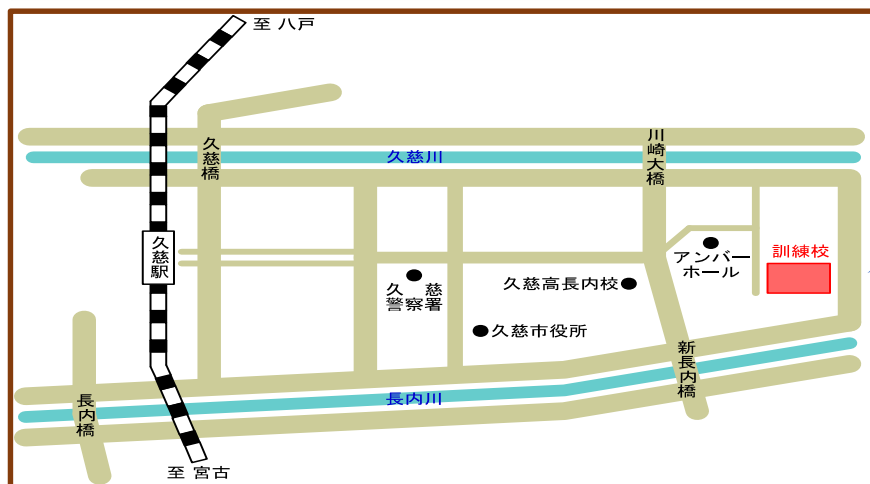 至 八戸
久慈橋
久慈川
川崎大橋
久慈駅
訓練校
アンバー
ホール
久慈
警察署
久慈高長内校
久慈市役所
新長内橋
長内橋
長内川
至 宮古